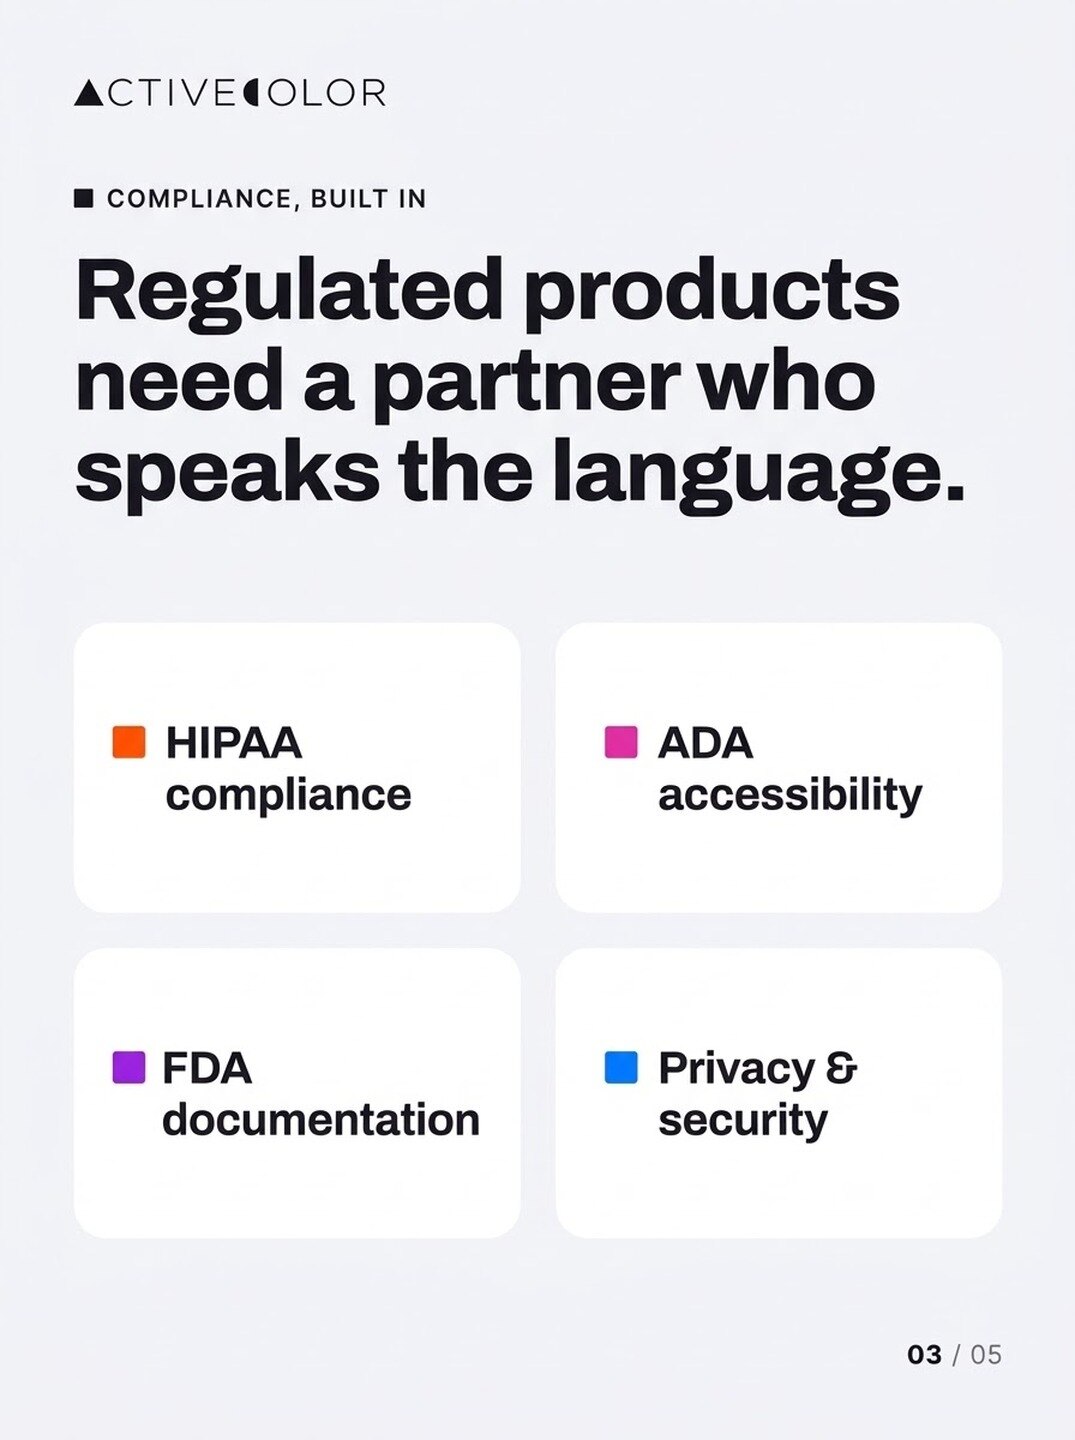 ACTIVECOLOR
COMPLIANCE, BUILT IN
Regulated products
need a partner who
speaks the language.
HIPAA
compliance
ADA
accessibility
FDA
documentation
Privacy &
security
03 / 05